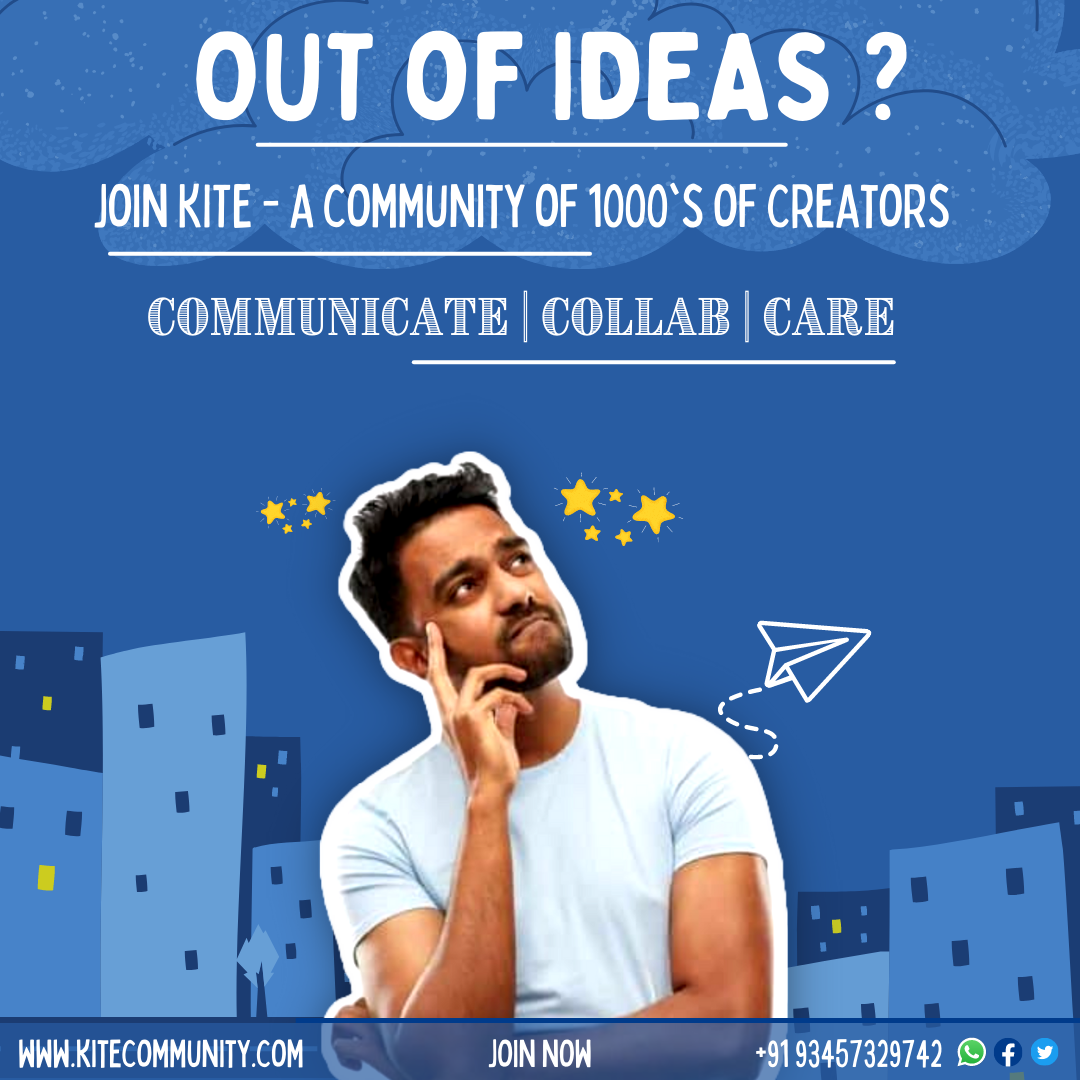 OUT OF IDEAS ?
JOIN KITE - A COMMUNITY OF 1000`S OF CREATORS
COMMUNICATE | COLLAB | CARE
WWW.KITECOMMUNITY.COM JOIN NOW +91 93457329742